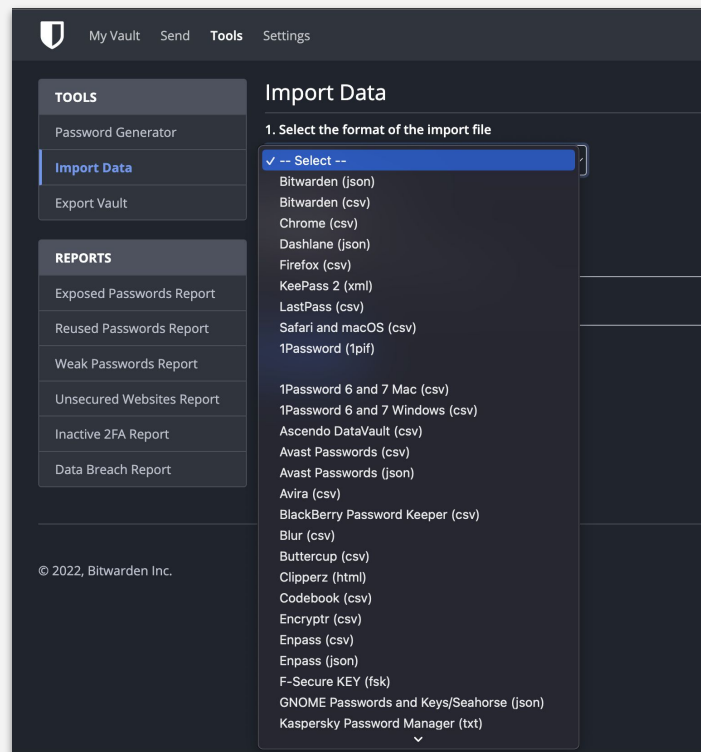 My Vault Send Tools Settings
TOOLS
Password Generator
Import Data
Export Vault
REPORTS
Exposed Passwords Report
Reused Passwords Report
Weak Passwords Report
Unsecured Websites Report
Inactive 2FA Report
Data Breach Report
© 2022, Bitwarden Inc.
Import Data
1. Select the format of the import file
-- Select --
Bitwarden (json)
Bitwarden (csv)
Chrome (csv)
Dashlane (json)
Firefox (csv)
KeePass 2 (xml)
LastPass (csv)
Safari and macOS (csv)
1Password (1pif)
1Password 6 and 7 Mac (csv)
1Password 6 and 7 Windows (csv)
Ascendo DataVault (csv)
Avast Passwords (csv)
Avast Passwords (json)
Avira (csv)
BlackBerry Password Keeper (csv)
Blur (csv)
Buttercup (csv)
Clipperz (html)
Codebook (csv)
Encryptr (csv)
Enpass (csv)
Enpass (json)
F-Secure KEY (fsk)
GNOME Passwords and Keys/Seahorse (json)
Kaspersky Password Manager (txt)